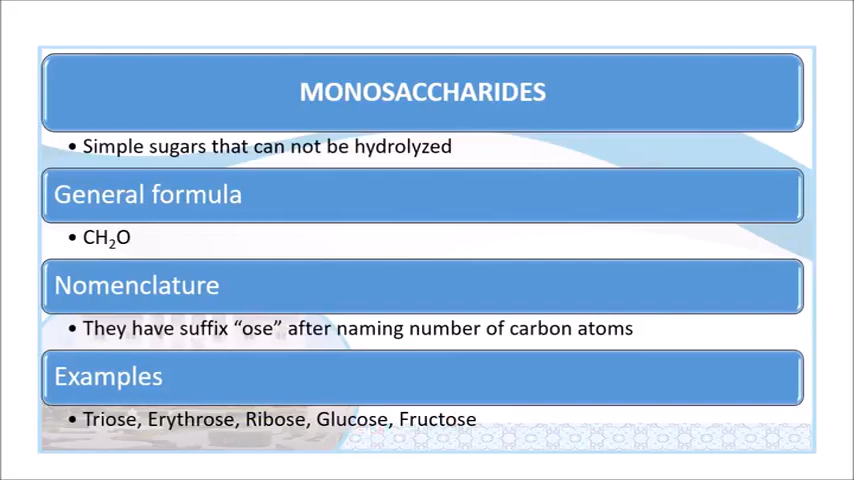 MONOSACCHARIDES
• Simple sugars that can not be hydrolyzed
General formula
• CH₂O
Nomenclature
• They have suffix “ose” after naming number of carbon atoms
Examples
• Triose, Erythrose, Ribose, Glucose, Fructose